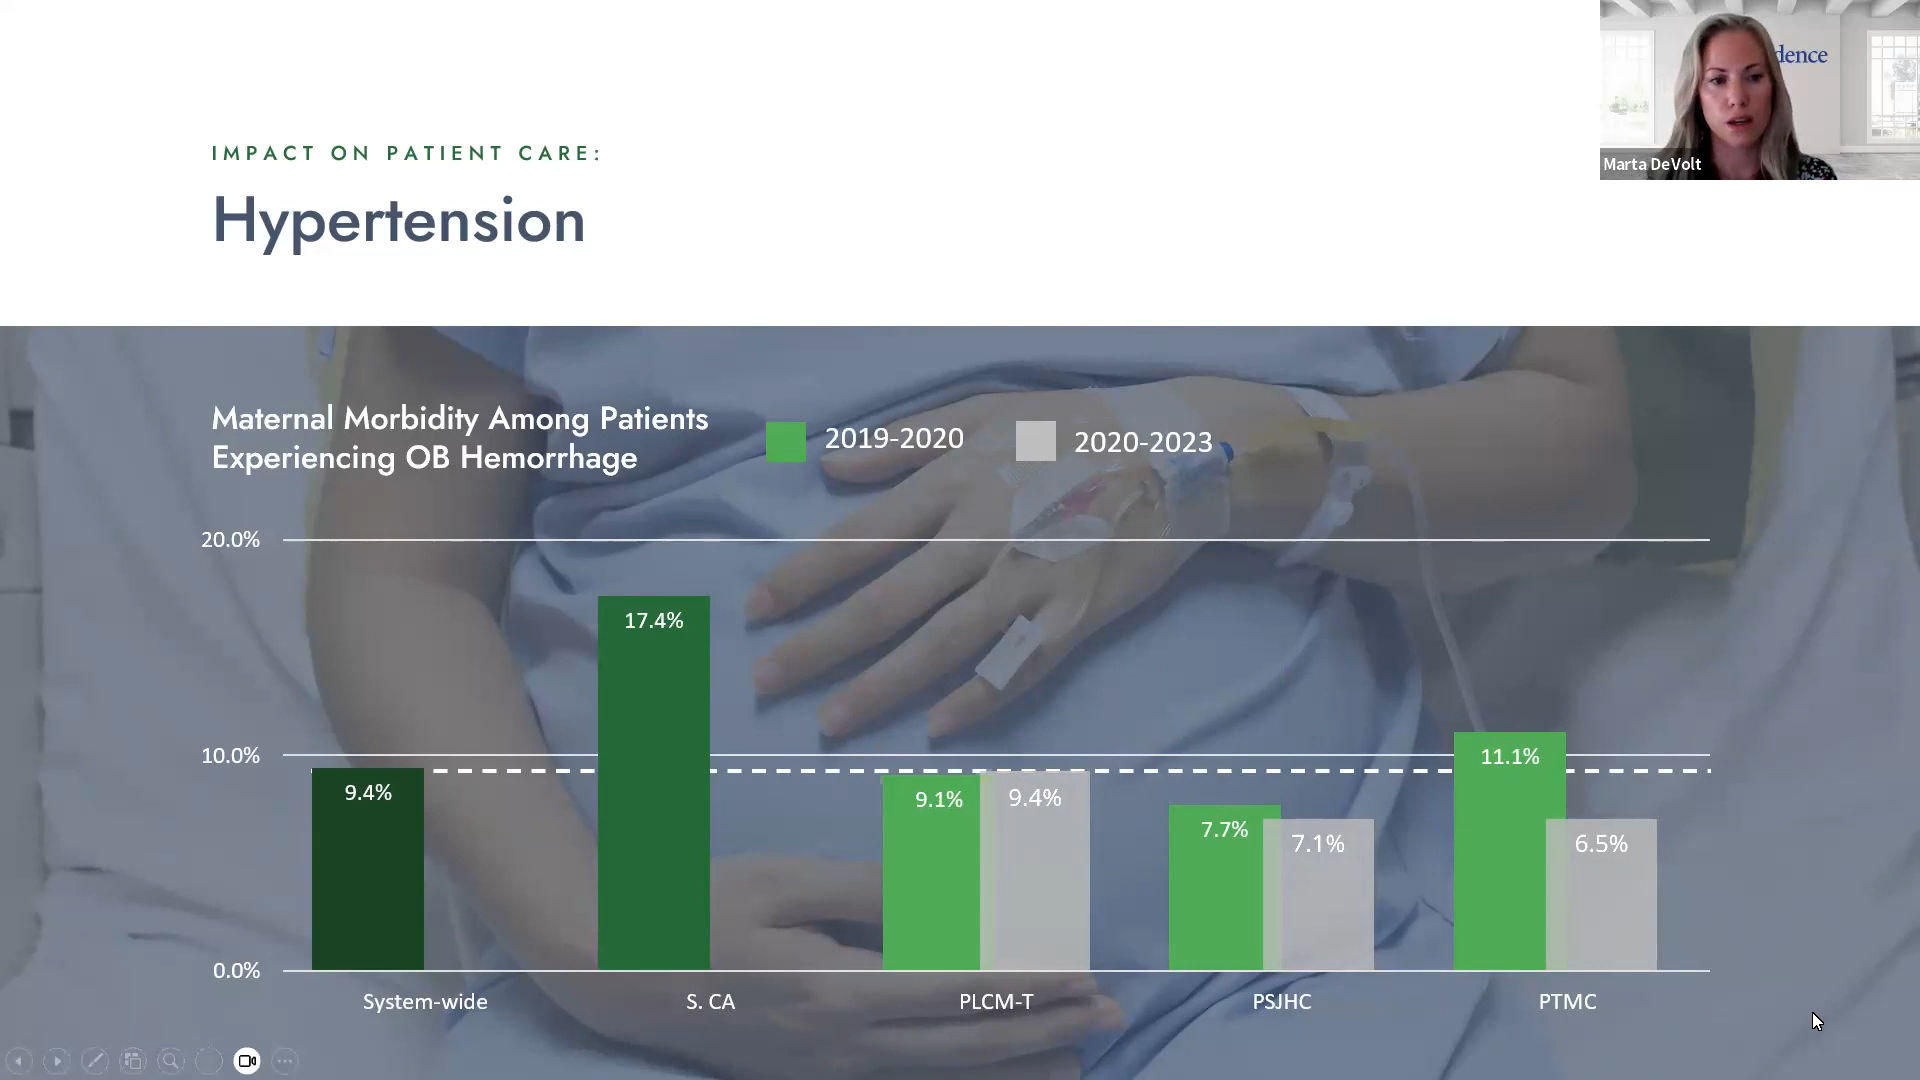 dence
Marta DeVolt
IMPACT ON PATIENT CARE:
Hypertension
Maternal Morbidity Among Patients
Experiencing OB Hemorrhage
2019-2020
2020-2023
20.0%
10.0%
0.0%
9.4%
17.4%
9.1%
9.4%
7.7%
7.1%
11.1%
6.5%
System-wide
S. CA
PLCM-T
PSJHC
PTMC